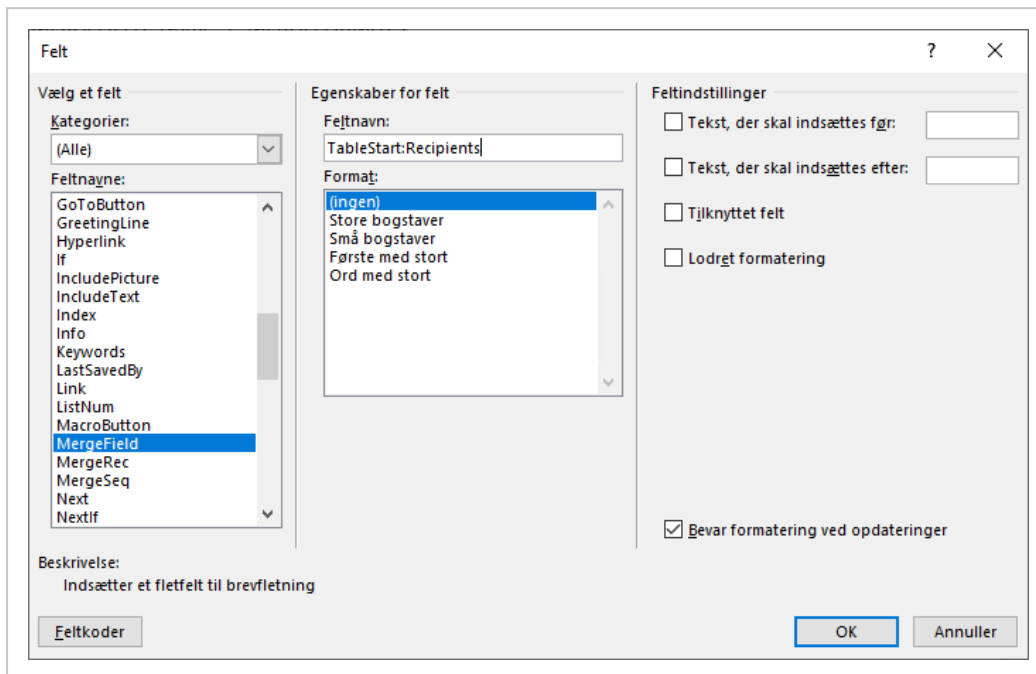 Felt
?
Vælg et felt
Kategorier:
(Alle)
Feltnavne:
GoToButton
GreetingLine
Hyperlink
If
IncludePicture
IncludeText
Index
Info
Keywords
LastSavedBy
Link
ListNum
MacroButton
MergeField
MergeRec
MergeSeq
Next
NextIf
Egenskaber for felt
Feltnavn:
TableStart:Recipients
Format:
(ingen)
Store bogstaver
Små bogstaver
Første med stort
Ord med stort
Feltindstillinger
Tekst, der skal indsættes før:
Tekst, der skal indsættes efter:
Tilknyttet felt
Lodret formatering
Bevar formatering ved opdateringer
Beskrivelse:
Indsætter et fletfelt til brevfletning
Feltkoder
OK
Annuller